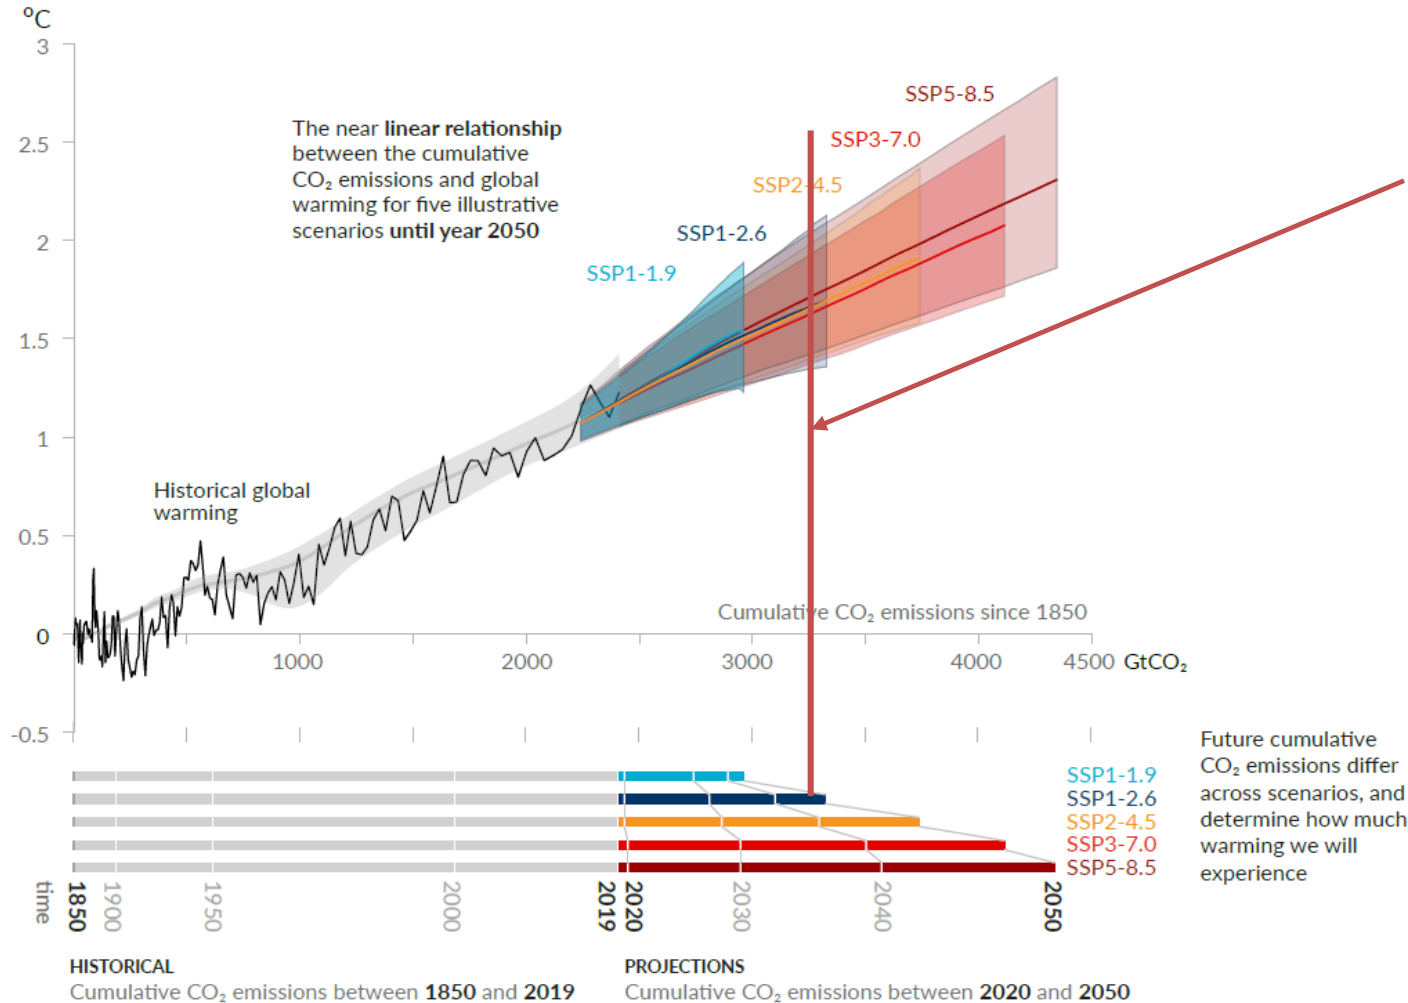 °C
3
2.5
2
1.5
1
0.5
0
-0.5
The near linear relationship
between the cumulative
CO₂ emissions and global
warming for five illustrative
scenarios until year 2050
SSP5-8.5
SSP3-7.0
SSP2-4.5
SSP1-2.6
SSP1-1.9
Historical global
warming
Cumulative CO₂ emissions since 1850
1000
2000
3000
4000
4500 GtCO₂
Future cumulative
CO₂ emissions differ
across scenarios, and
determine how much
warming we will
experience
SSP1-1.9
SSP1-2.6
SSP2-4.5
SSP3-7.0
SSP5-8.5
time
1850
1900
1950
2000
2019
2020
2030
2040
2050
HISTORICAL
Cumulative CO₂ emissions between 1850 and 2019
PROJECTIONS
Cumulative CO₂ emissions between 2020 and 2050